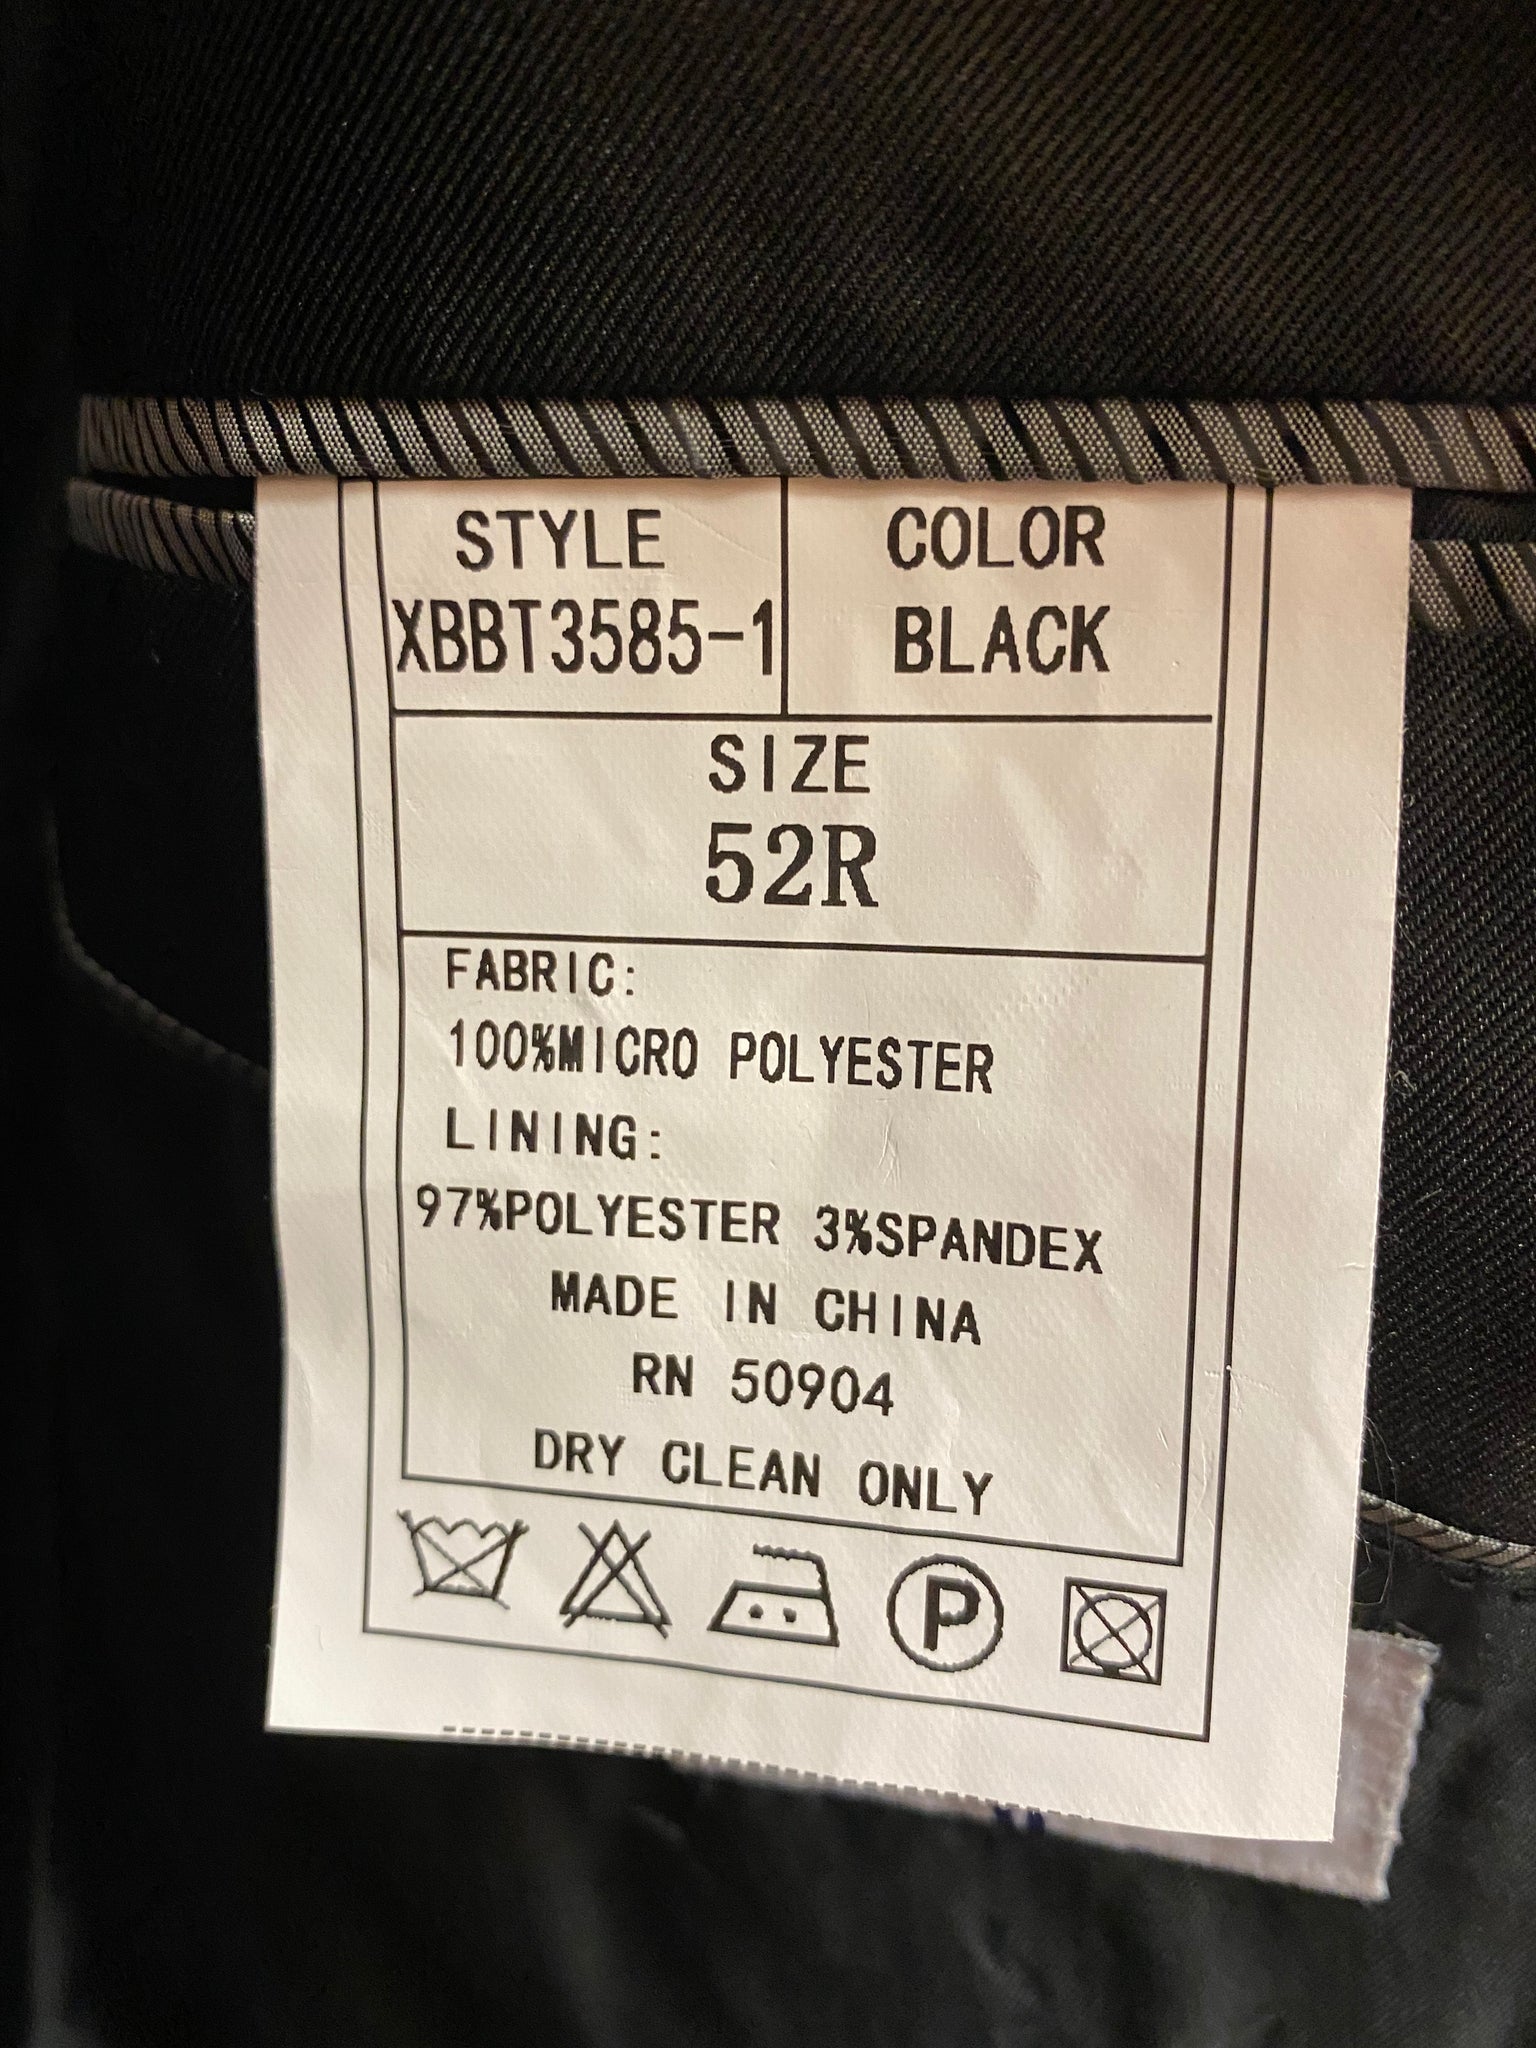 STYLE COLOR
XBBT3585-1 BLACK
SIZE
52R
FABRIC:
100%MICRO POLYESTER
LINING:
97%POLYESTER 3%SPANDEX
MADE IN CHINA
RN 50904
DRY CLEAN ONLY
P